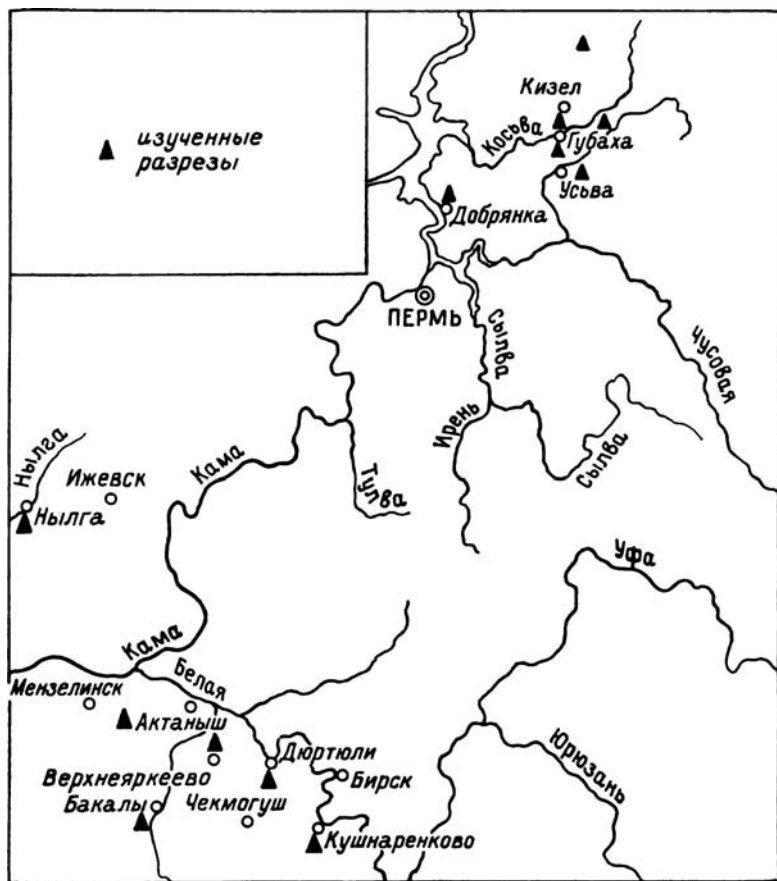 изученные
разрезы
Кизел
Косьва
Губаха
Усьва
Добрянка
ПЕРМЬ
Сылва
Чусовая
Ирень
Сылва
Кама
Тулва
Нылга
Ижевск
Нылга
Уфа
Кама
Белая
Мензелинск
Актаныш
Дюртюли
Верхнеяркеево
Бирск
Бакалы
Чекмогуш
Кушнаренково
Юрюзань